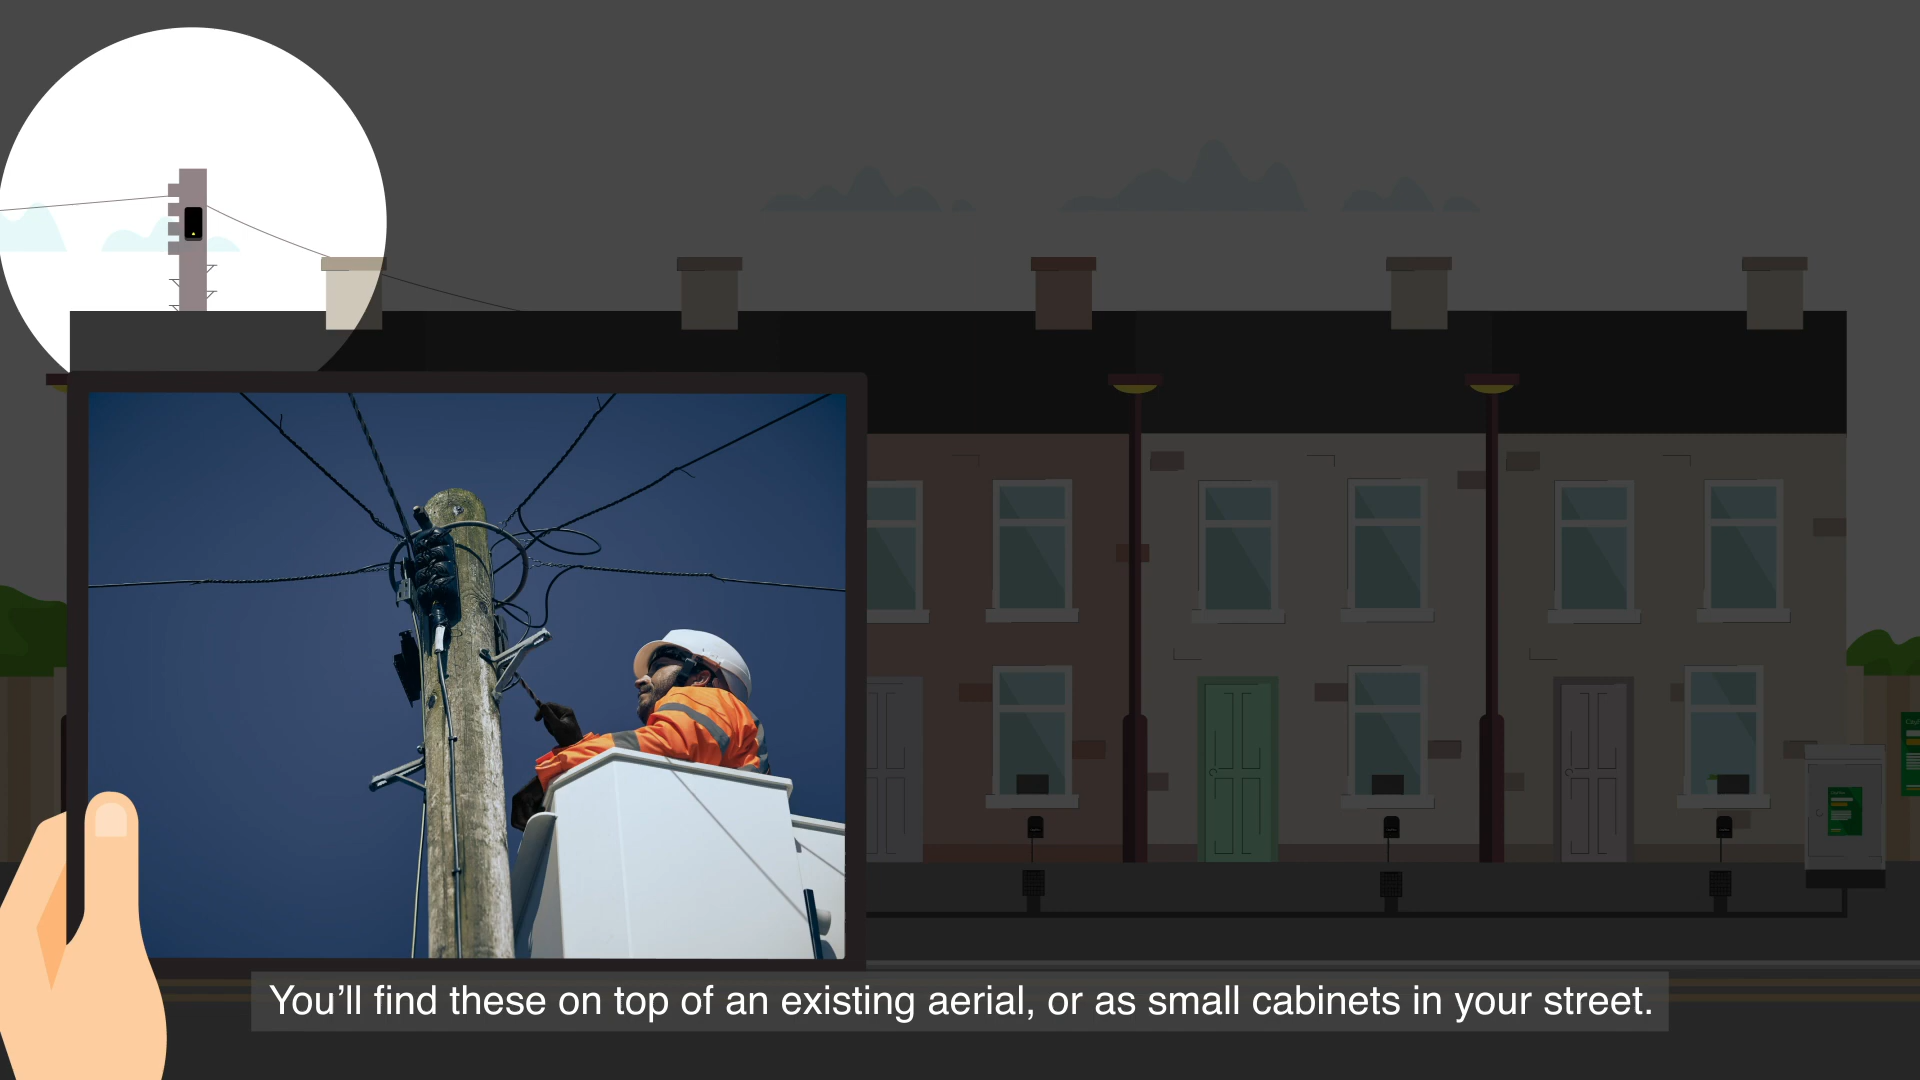 You’ll find these on top of an existing aerial, or as small cabinets in your street.